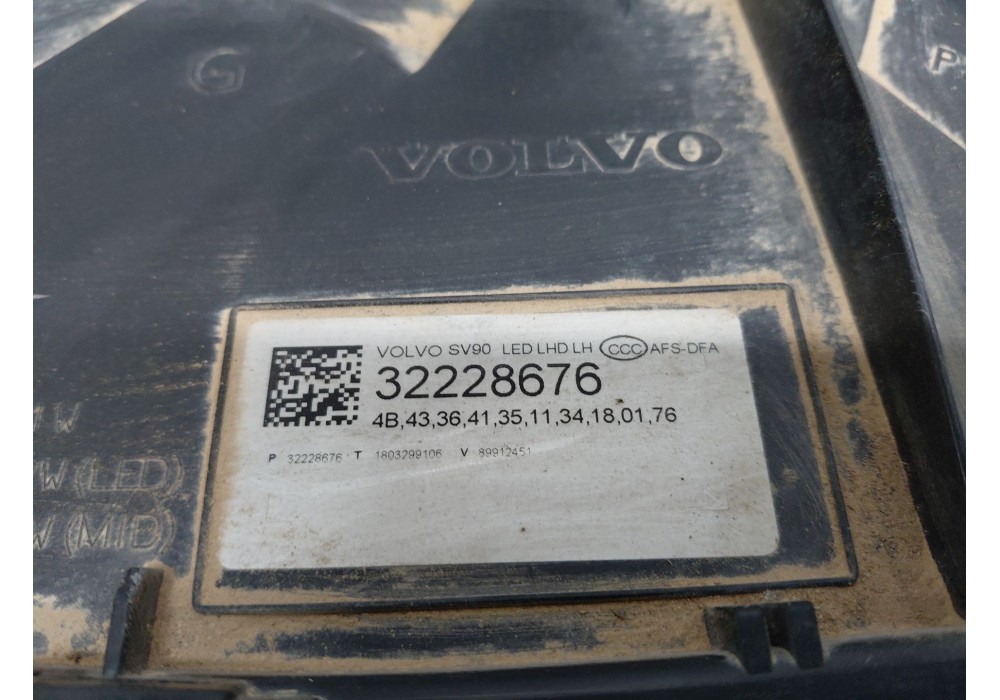 G
P
VOLVO
VOLVO SV90 LED LHD LH CCC AFS-DFA
32228676
4B,43,36,41,35,11,34,18,01,76
P 32228676 T 1803299106 V 89912451
W
W (LED)
W (MID)